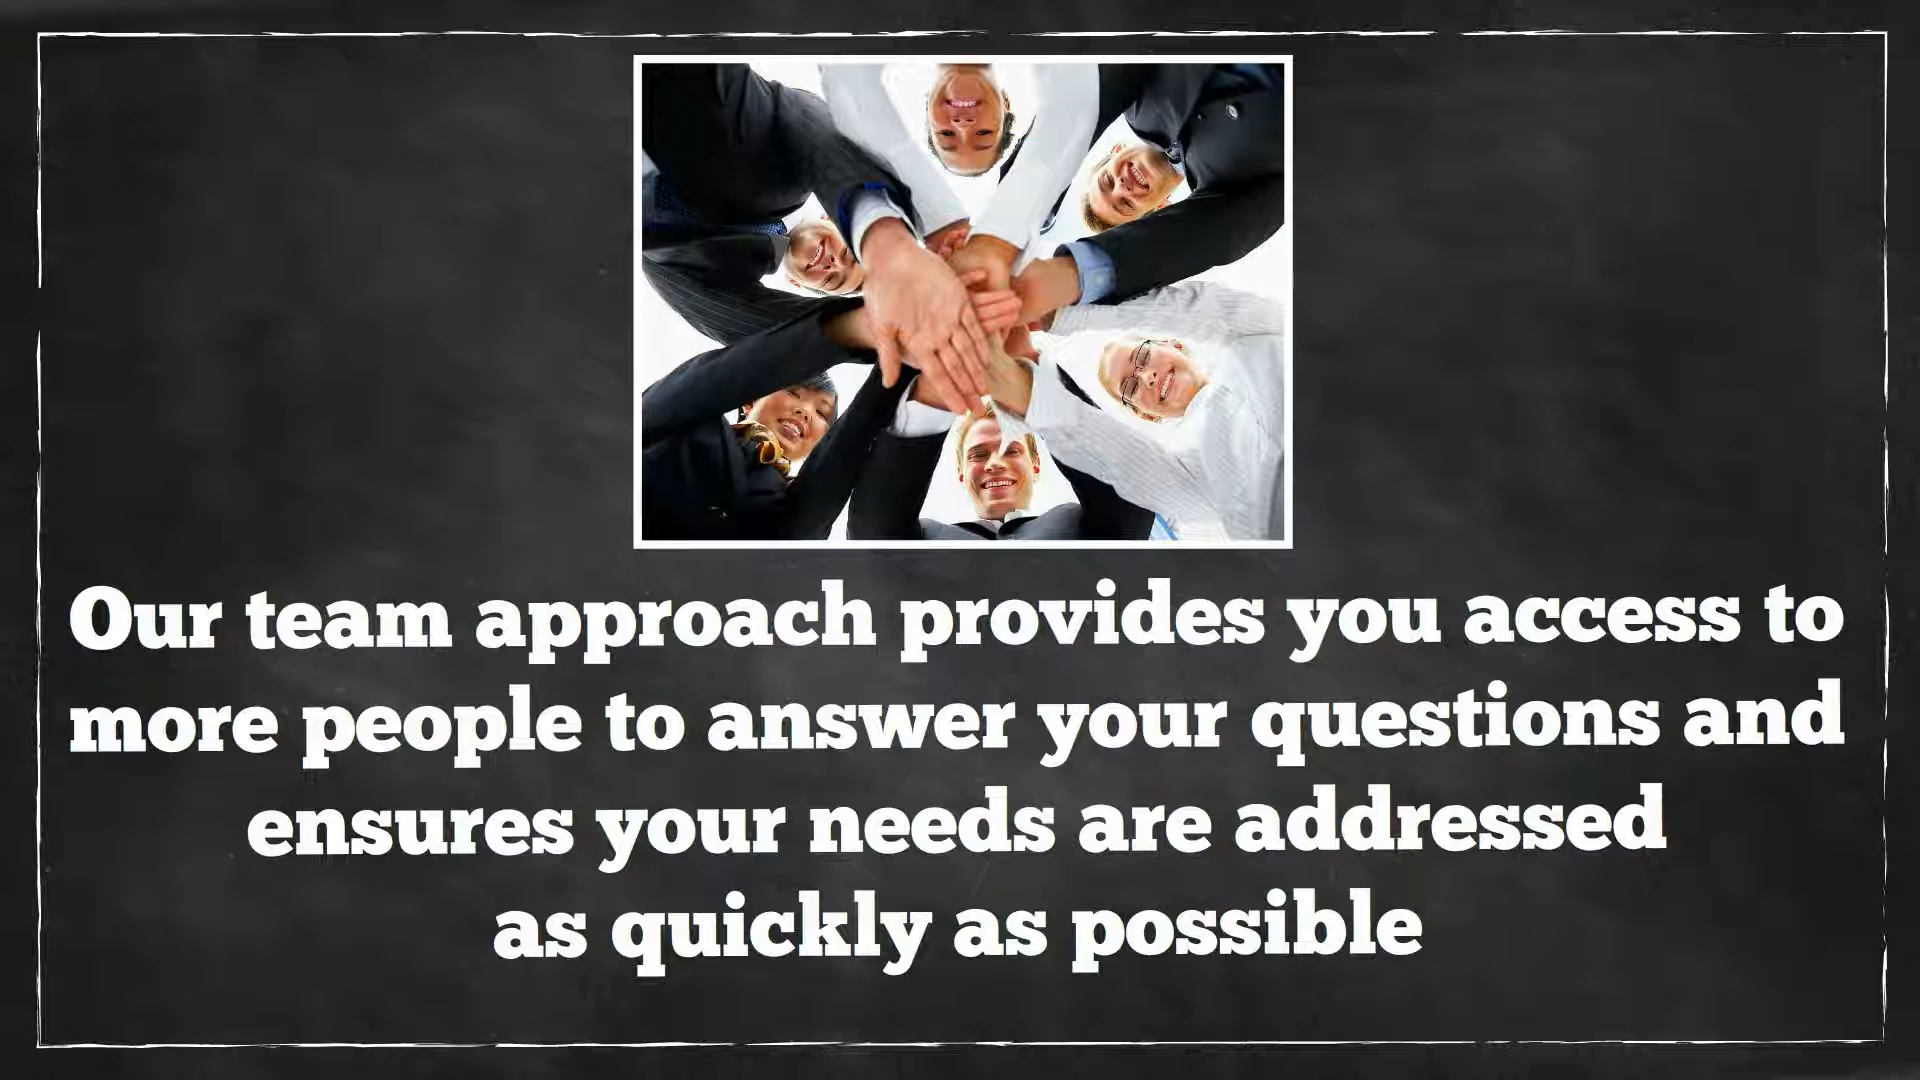 Our team approach provides you access to
more people to answer your questions and
ensures your needs are addressed
as quickly as possible